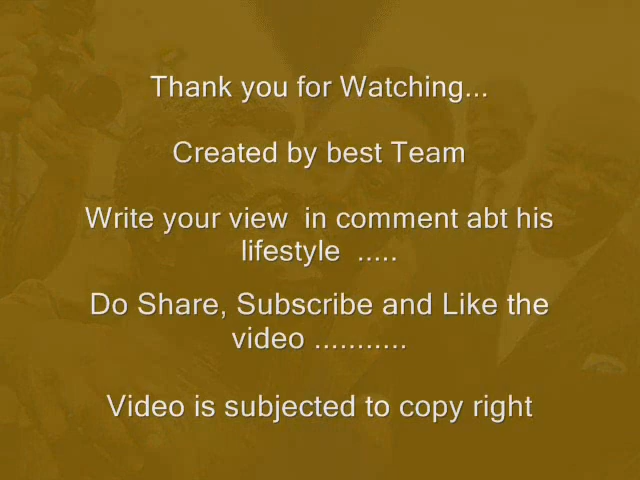 Thank you for Watching...
Created by best Team
Write your view  in comment abt his
lifestyle  .....
Do Share, Subscribe and Like the
video ...........
Video is subjected to copy right